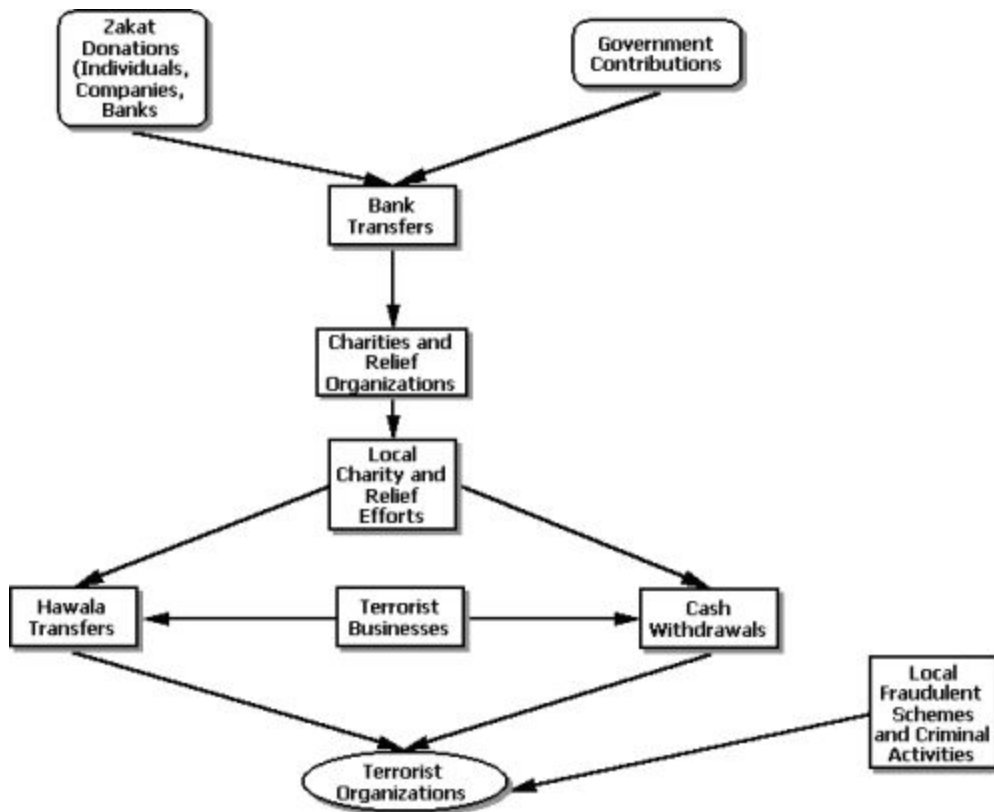 Zakat
Donations
(Individuals,
Companies,
Banks
Government
Contributions
Bank
Transfers
Charities and
Relief
Organizations
Local
Charity and
Relief
Efforts
Hawala
Transfers
Terrorist
Businesses
Cash
Withdrawals
Local
Fraudulent
Schemes
and Criminal
Activities
Terrorist
Organizations